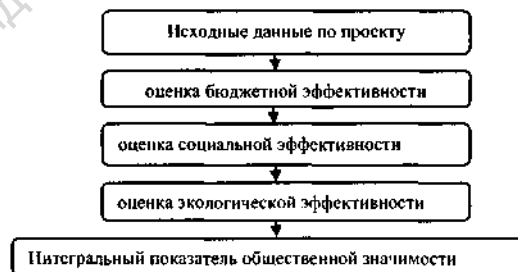 Исходные данные по проекту
оценка бюджетной эффективности
оценка социальной эффективности
оценка экологической эффективности
Интегральный показатель общественной значимости